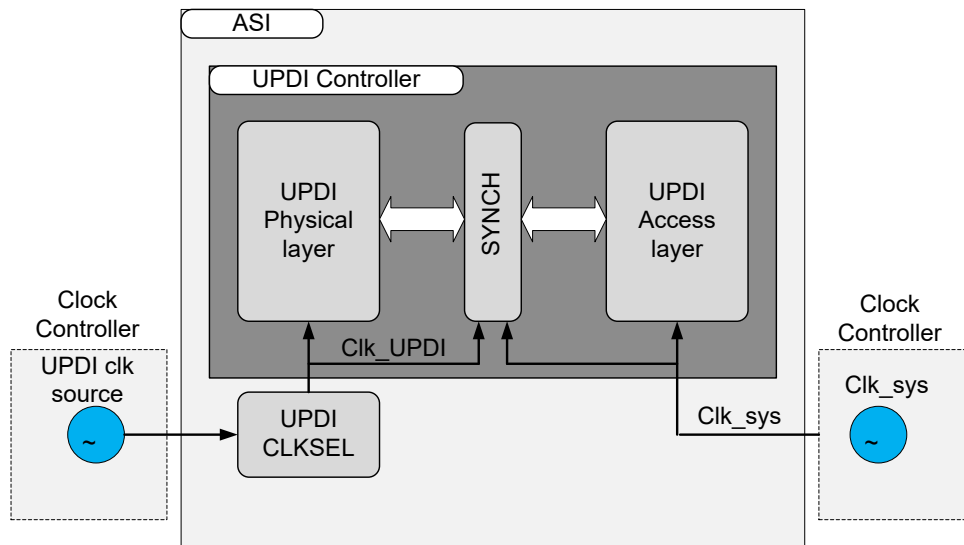 ASI
UPDI Controller
UPDI
Physical
layer
SYNCH
UPDI
Access
layer
Clock
Controller
UPDI clk
source
~
Clk_UPDI
UPDI
CLKSEL
Clk_sys
Clock
Controller
Clk_sys
~